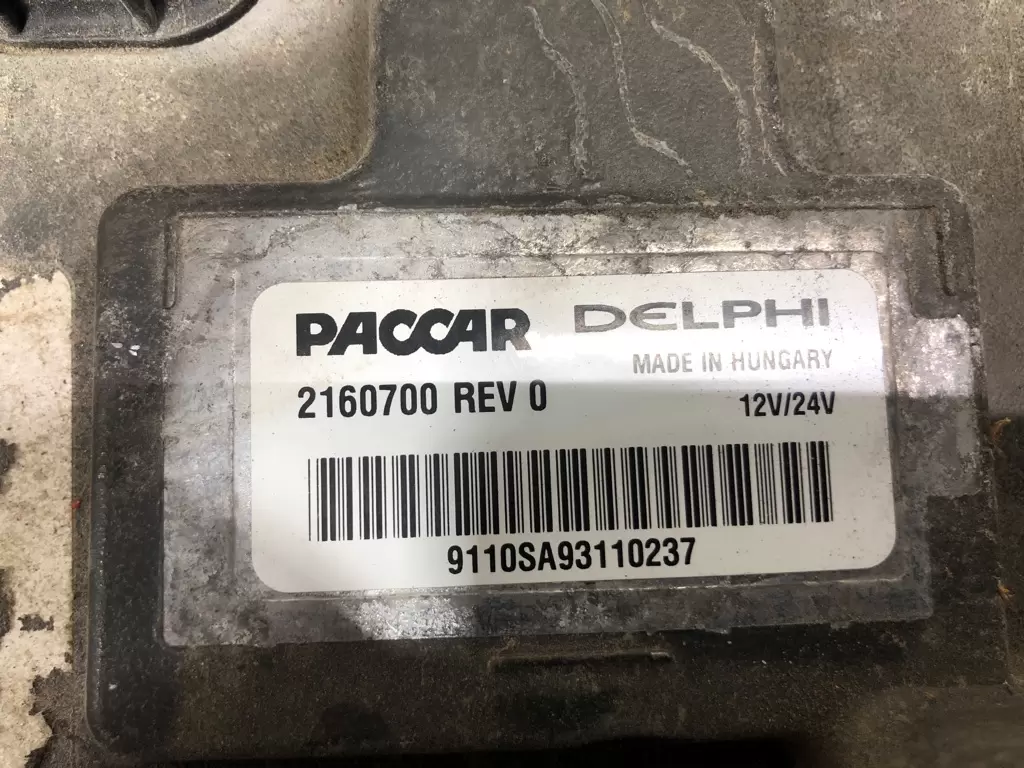 PACCAR DELPHI
MADE IN HUNGARY
2160700 REV 0 12V/24V
9110SA93110237